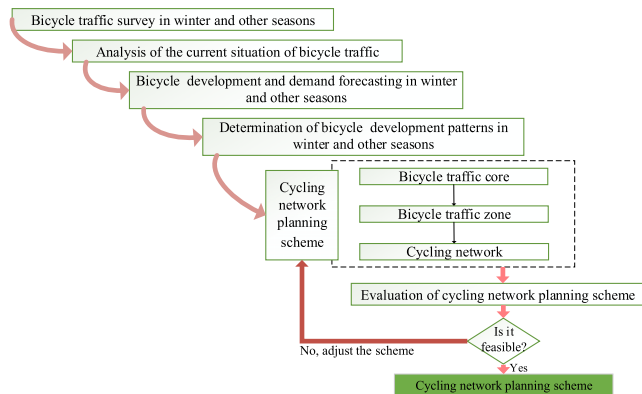 Bicycle traffic survey in winter and other seasons
Analysis of the current situation of bicycle traffic
Bicycle development and demand forecasting in winter
and other seasons
Determination of bicycle development patterns in
winter and other seasons
Cycling
network
planning
scheme
Bicycle traffic core
Bicycle traffic zone
Cycling network
Evaluation of cycling network planning scheme
Is it
feasible?
No, adjust the scheme
Yes
Cycling network planning scheme